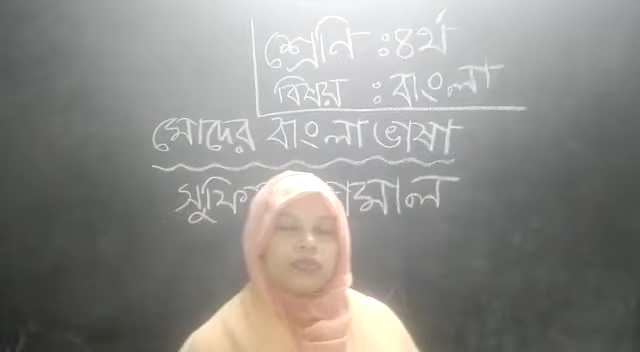 শ্রেনি : ৪র্থ
বিষয় : বাংলা
মোদের বাংলা ভাষা